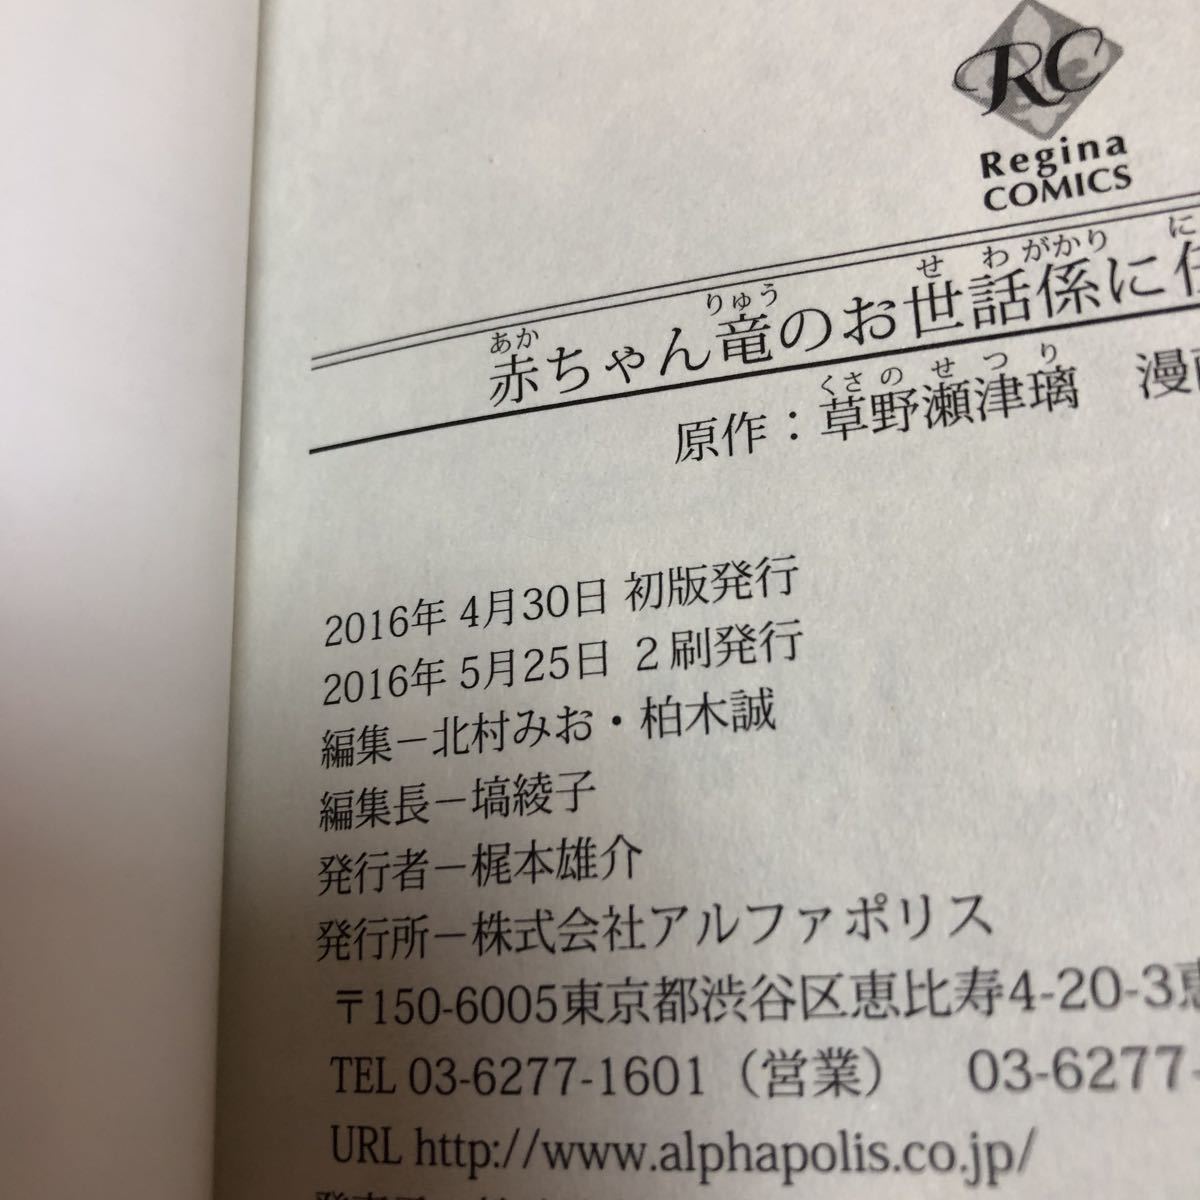 RC
Regina
COMICS
赤ちゃん竜のお世話係に
あか りゅう せ わ がかり に
原作：草野瀬津璃 漫
くさ の せ つ り
2016年 4月30日 初版発行
2016年 5月25日 2刷発行
編集－北村みお・柏木誠
編集長－塙綾子
発行者－梶本雄介
発行所－株式会社アルファポリス
〒150-6005東京都渋谷区恵比寿4-20-3
TEL 03-6277-1601（営業） 03-6277-
URL http://www.alphapolis.co.jp/